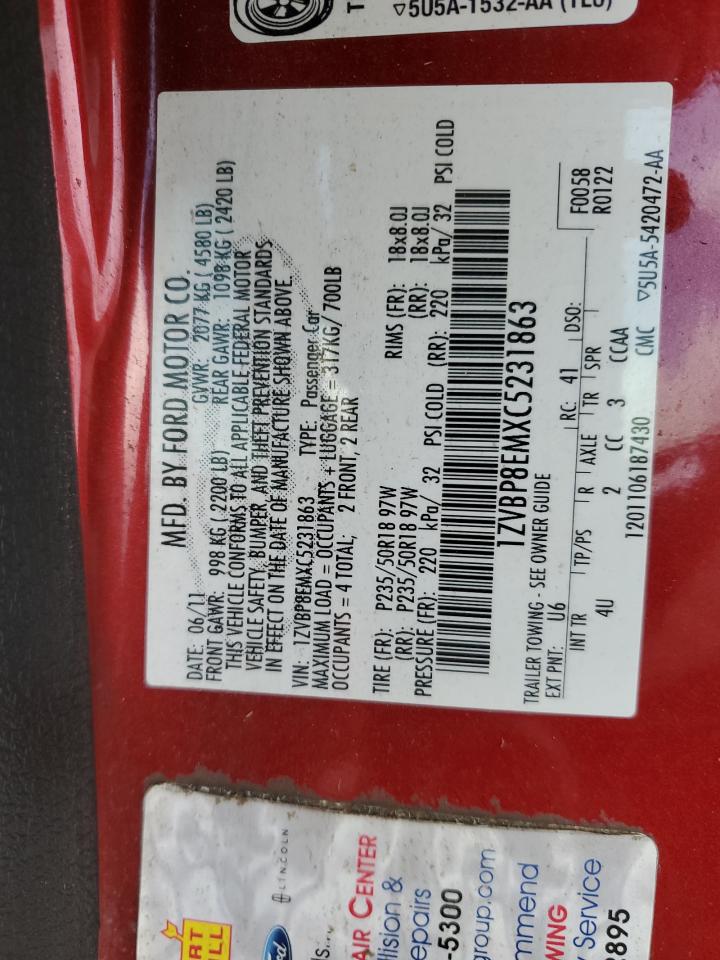 ▽5U5A-1532-AA (TEU)
MFD. BY FORD MOTOR CO.
DATE: 06/11 GVWR: 2077 KG ( 4580 LB)
FRONT GAWR: 998 KG ( 2200 LB) REAR GAWR: 1098 KG ( 2420 LB)
THIS VEHICLE CONFORMS TO ALL APPLICABLE FEDERAL MOTOR
VEHICLE SAFETY, BUMPER, AND THEFT PREVENTION STANDARDS
IN EFFECT ON THE DATE OF MANUFACTURE SHOWN ABOVE.
VIN: 1ZVBP8EMXC5231863 TYPE: Passenger Car
MAXIMUM LOAD = OCCUPANTS + LUGGAGE = 317KG/ 700LB
OCCUPANTS = 4 TOTAL; 2 FRONT, 2 REAR
TIRE (FR): P235/50R18 97W RIMS (FR): 18x8.0J
(RR): P235/50R18 97W (RR): 18x8.0J
PRESSURE (FR): 220 kPa/ 32 PSI COLD (RR): 220 kPa/ 32 PSI COLD
1ZVBP8EMXC5231863
TRAILER TOWING - SEE OWNER GUIDE
EXT PNT: U6 RC: 41 DSO: F0058
R0122
INT TR TP/PS R AXLE TR SPR
4U 2 CC 3 CCAA
1201106187430 CMC ▽5U5A-5420472-AA
Ford LINCOLN
AIR CENTER
lision &
epairs
-5300
group.com
mmend
WING
y Service
8895